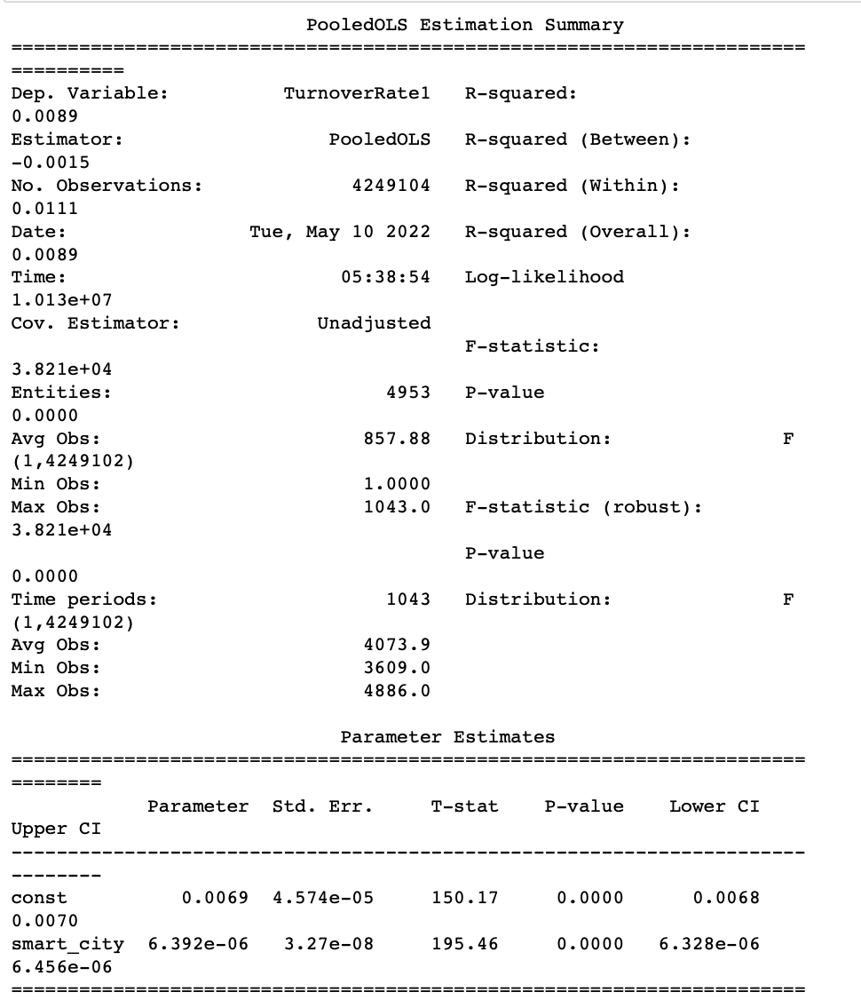 PooledOLS Estimation Summary
======================================================================
==========
Dep. Variable: TurnoverRate1 R-squared:
0.0089
Estimator: PooledOLS R-squared (Between):
-0.0015
No. Observations: 4249104 R-squared (Within):
0.0111
Date: Tue, May 10 2022 R-squared (Overall):
0.0089
Time: 05:38:54 Log-likelihood
1.013e+07
Cov. Estimator: Unadjusted
F-statistic:
3.821e+04
Entities: 4953 P-value
0.0000
Avg Obs: 857.88 Distribution: F
(1,4249102)
Min Obs: 1.0000
Max Obs: 1043.0 F-statistic (robust):
3.821e+04
P-value
0.0000
Time periods: 1043 Distribution: F
(1,4249102)
Avg Obs: 4073.9
Min Obs: 3609.0
Max Obs: 4886.0
Parameter Estimates
======================================================================
========
Parameter Std. Err. T-stat P-value Lower CI
Upper CI
----------------------------------------------------------------------
--------
const 0.0069 4.574e-05 150.17 0.0000 0.0068
0.0070
smart_city 6.392e-06 3.27e-08 195.46 0.0000 6.328e-06
6.456e-06
======================================================================